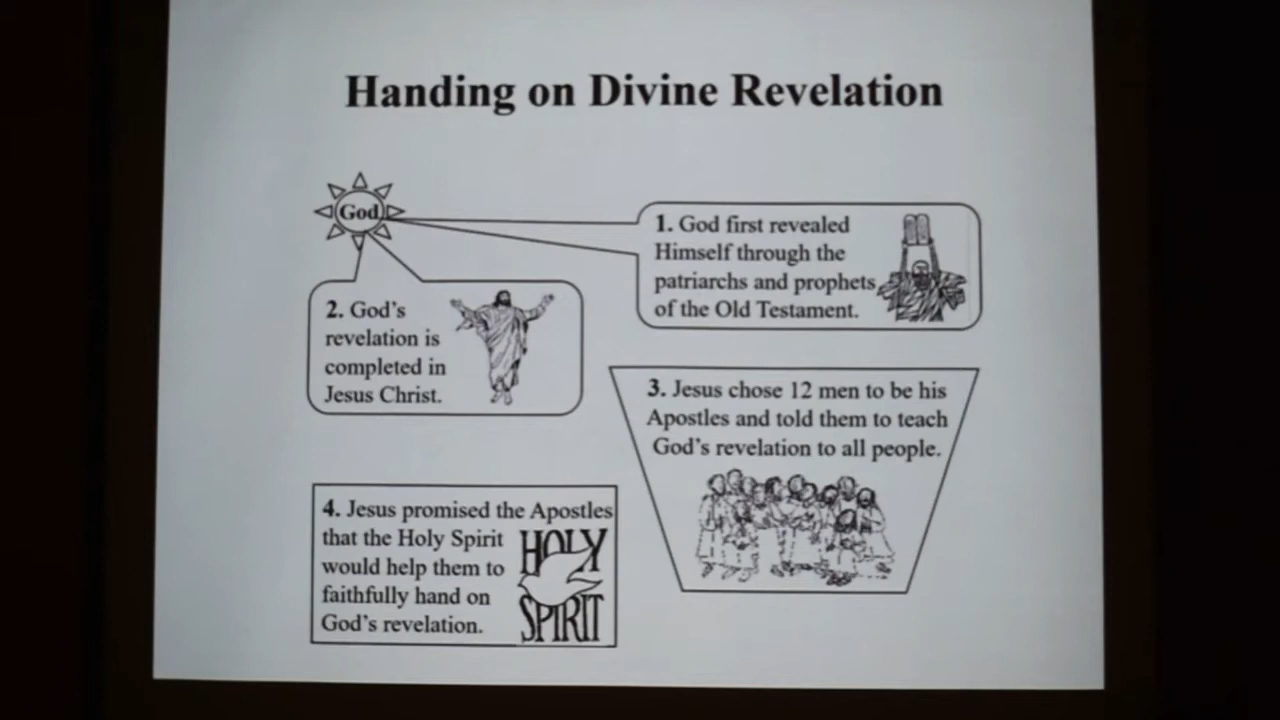 Handing on Divine Revelation
God
1. God first revealed
Himself through the
patriarchs and prophets
of the Old Testament.
2. God's
revelation is
completed in
Jesus Christ.
3. Jesus chose 12 men to be his
Apostles and told them to teach
God's revelation to all people.
4. Jesus promised the Apostles
that the Holy Spirit
would help them to
faithfully hand on
God's revelation.
HOLY
SPIRIT